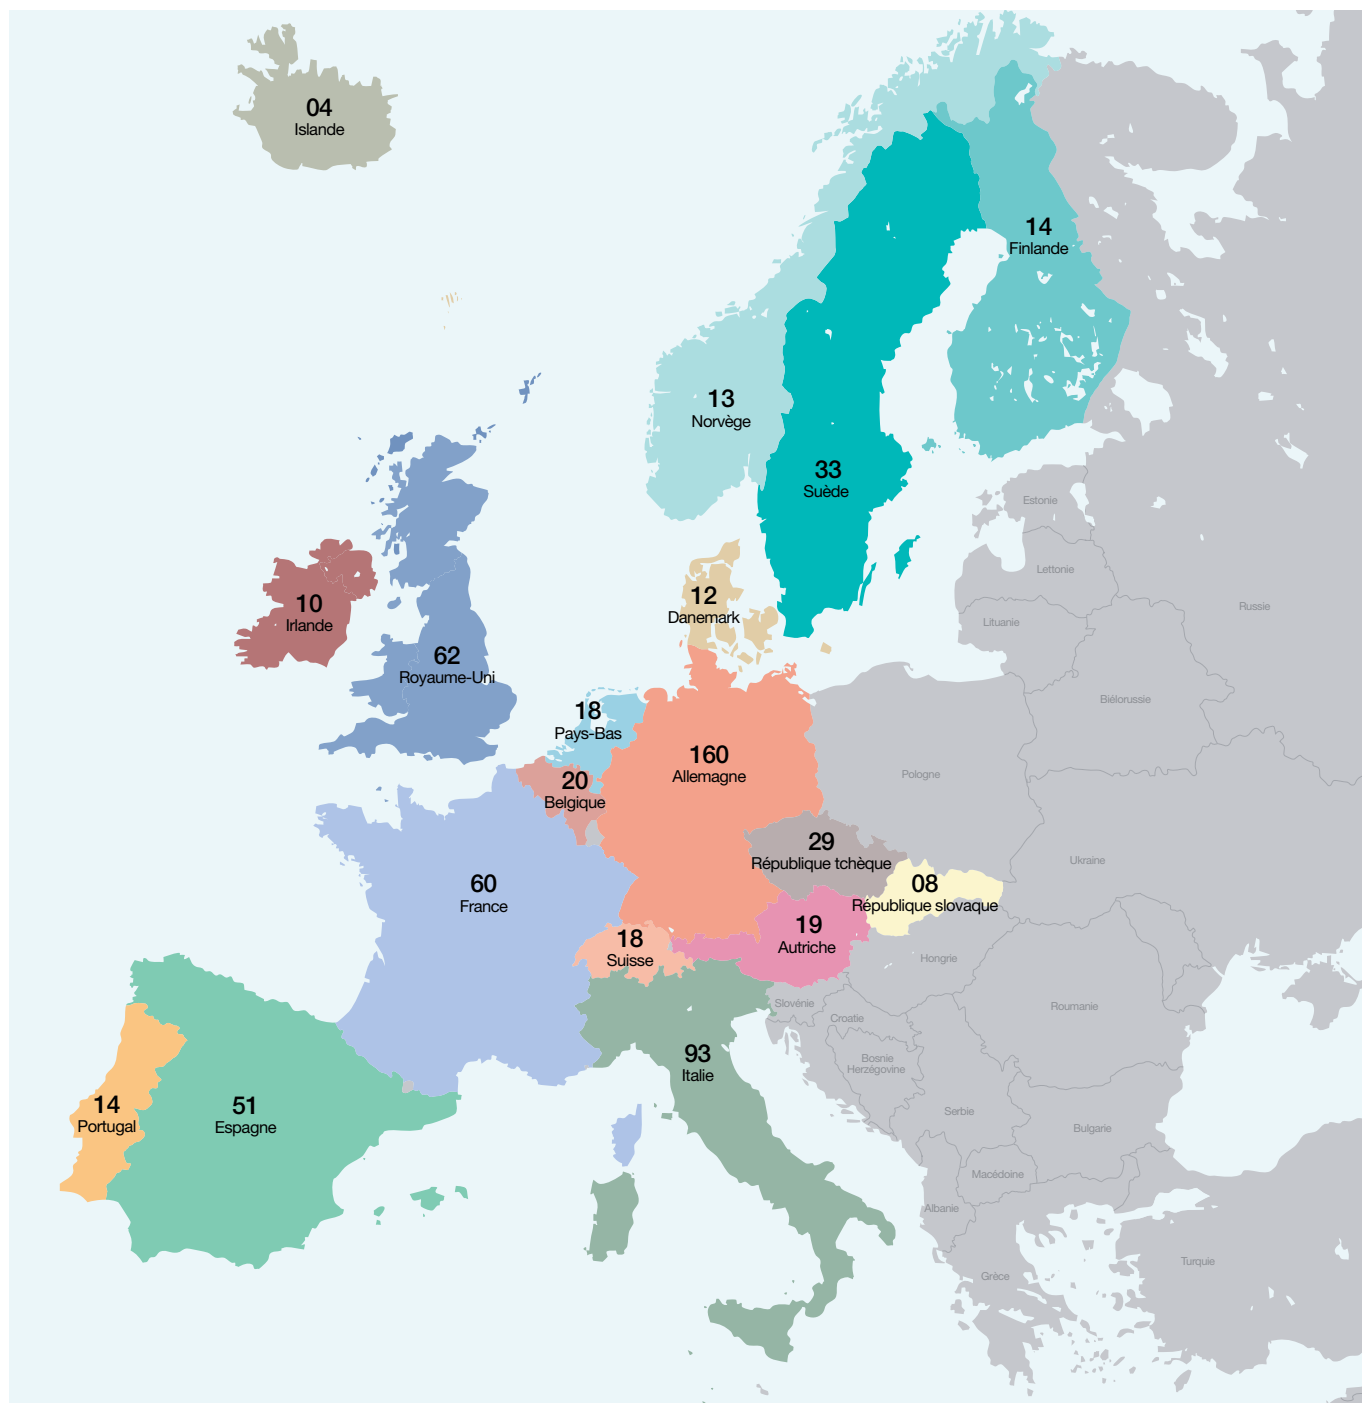 04
Islande
14
Finlande
13
Norvège
33
Suède
Estonie
Lettonie
Lituanie
Russie
10
Irlande
12
Danemark
62
Royaume-Uni
18
Pays-Bas
160
Allemagne
20
Belgique
Biélorussie
Pologne
29
République tchèque
Ukraine
60
France
08
République slovaque
19
Autriche
18
Suisse
Hongrie
Slovénie
Croatie
Roumanie
93
Italie
Bosnie
Herzégovine
14
Portugal
51
Espagne
Serbie
Bulgarie
Macédoine
Albanie
Grèce
Turquie